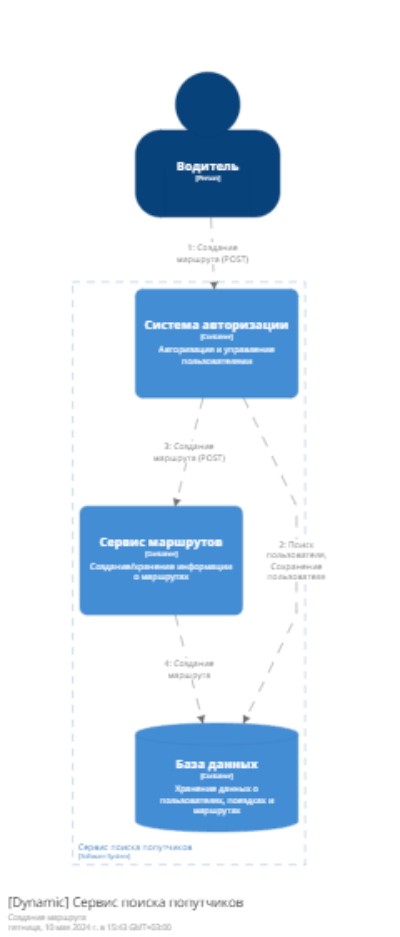 Водитель
[Person]
1: Создание
маршрута (POST)
Система авторизации
[Container]
Авторизация и управление
пользователями
3: Создание
маршрута (POST)
Сервис маршрутов
[Container]
Создание/хранение информации
о маршрутах
2: Поиск
пользователя,
Сохранение
пользователя
4: Создание
маршрута
База данных
[Container]
Хранение данных о
пользователях, поездках и
маршрутах
Сервис поиска попутчиков
[Software System]
[Dynamic] Сервис поиска попутчиков
Создание маршрута
пятница, 10 мая 2024 г. в 15:43 GMT+03:00